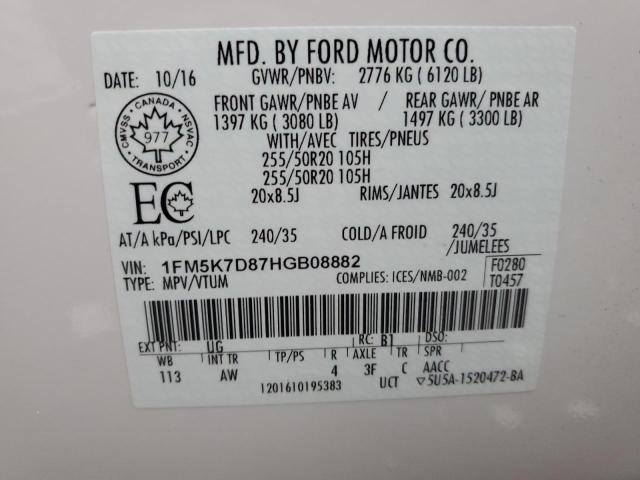 MFD. BY FORD MOTOR CO.
DATE: 10/16 GVWR/PNBV: 2776 KG ( 6120 LB)
FRONT GAWR/PNBE AV / REAR GAWR/ PNBE AR
1397 KG ( 3080 LB) 1497 KG ( 3300 LB)
WITH/AVEC TIRES/PNEUS
255/50R20 105H
255/50R20 105H
20x8.5J RIMS/JANTES 20x8.5J
CMVSS · CANADA · NSVAC
977
TRANSPORT
EC
AT/A kPa/PSI/LPC 240/35 COLD/A FROID 240/35
/JUMELEES
VIN: 1FM5K7D87HGB08882
TYPE: MPV/VTUM COMPLIES: ICES/NMB-002
F0280
T0457
EXT PNT: UG RC: B1 DSO:
WB INT TR TP/PS R AXLE TR SPR
113 AW 4 3F C AACC
1201610195383 UCT ▽5U5A-1520472-BA